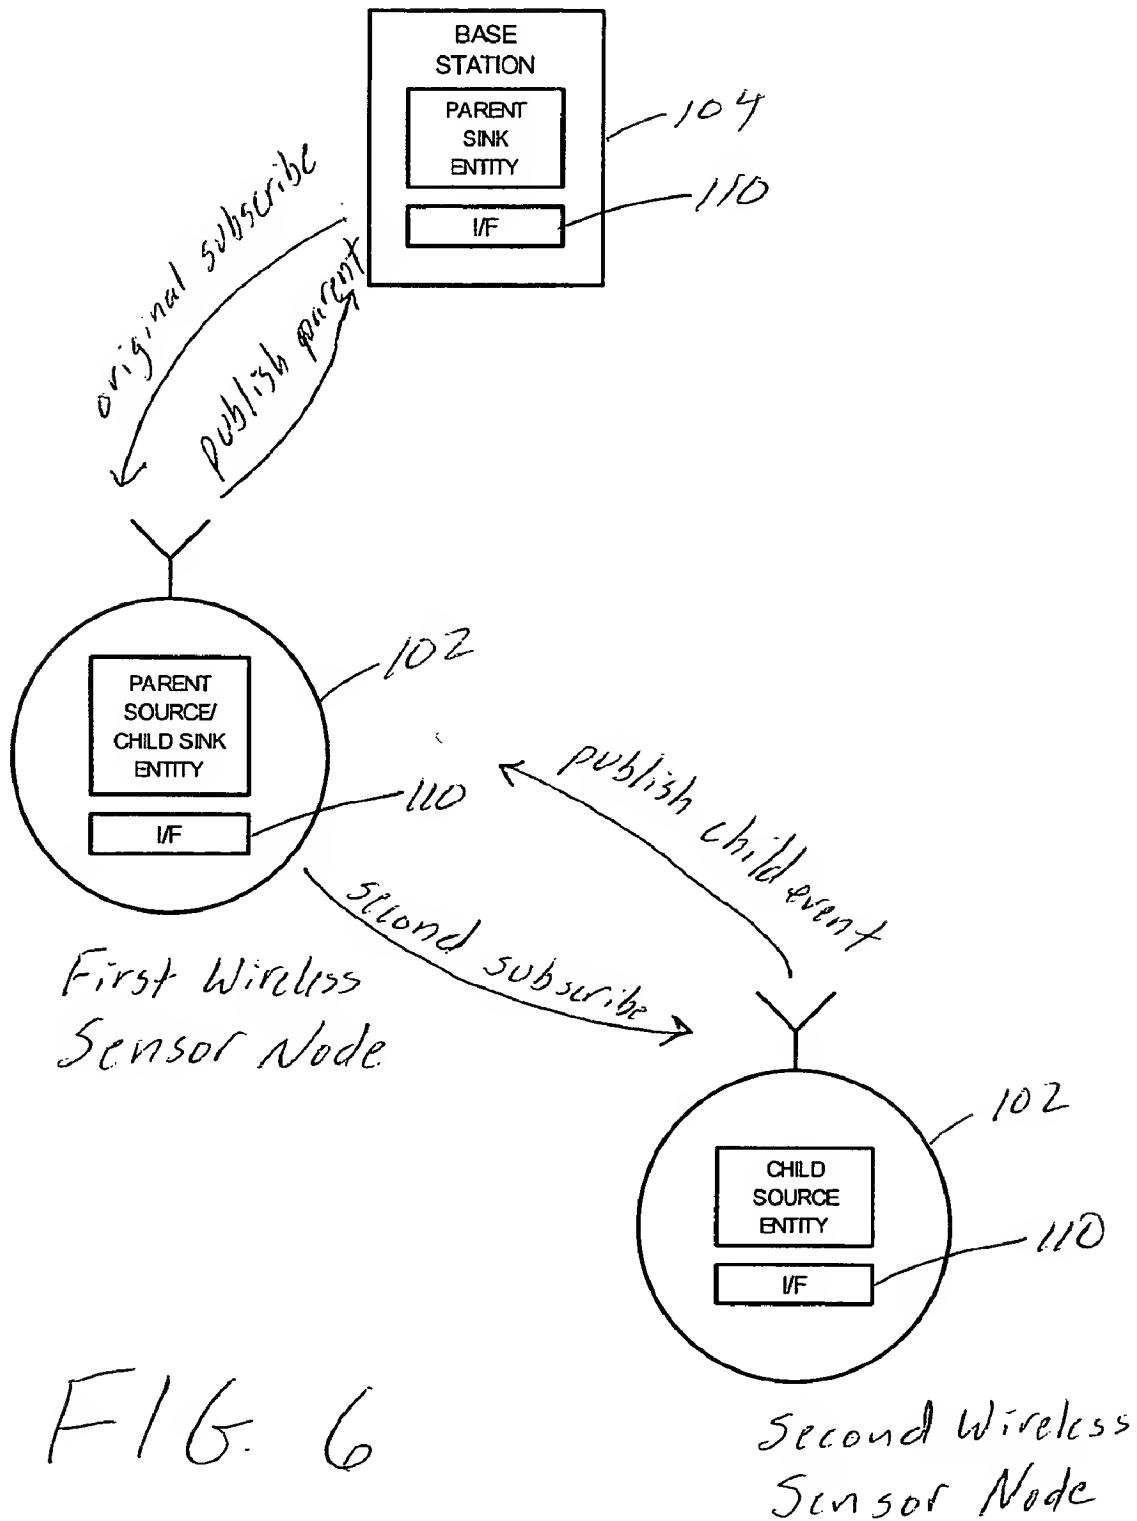 BASE
STATION
PARENT
SINK
ENTITY
104
110
I/F
original subscribe
publish parent
102
PARENT
SOURCE/
CHILD SINK
ENTITY
110
I/F
publish child event
second subscribe
First Wireless
Sensor Node
102
CHILD
SOURCE
ENTITY
110
I/F
FIG. 6
Second Wireless
Sensor Node